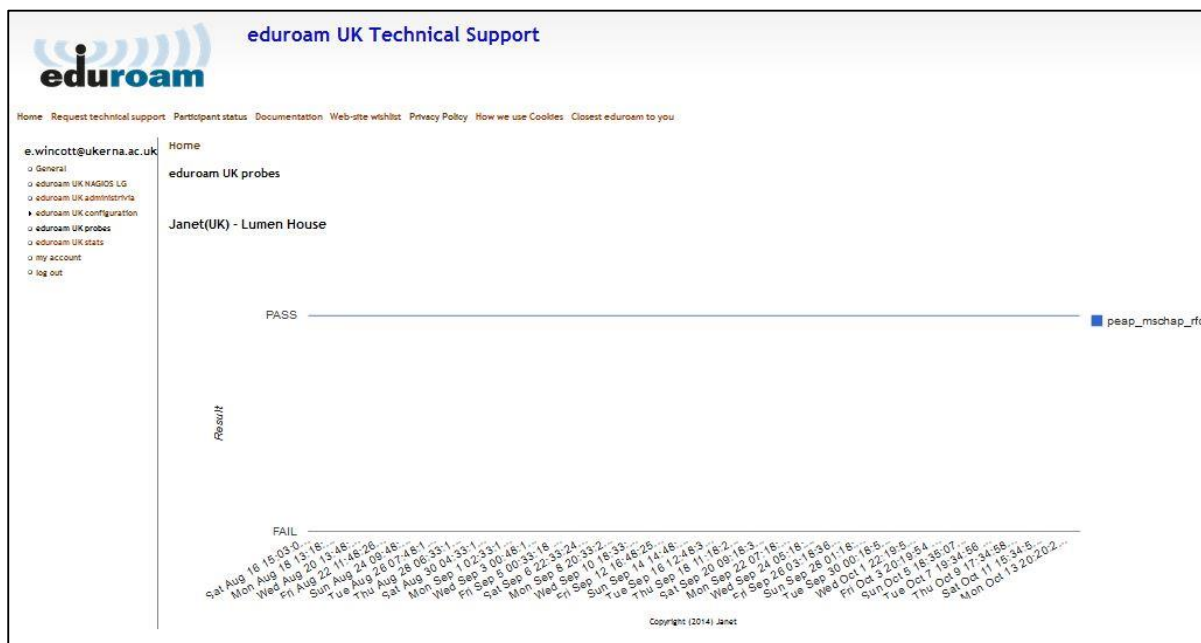 eduroam UK Technical Support
eduroam
Home Request technical support Participant status Documentation Web-site wishlist Privacy Policy How we use Cookies Closest eduroam to you
e.wincott@ukerna.ac.uk
General
eduroam UK NAGIOS LG
eduroam UK administrivia
eduroam UK configuration
eduroam UK probes
eduroam UK stats
my account
log out
Home
eduroam UK probes
Janet(UK) - Lumen House
PASS
peap_mschap_rfc
Result
FAIL
Sat Aug 16 15:03:0...
Mon Aug 18 13:18:...
Wed Aug 20 13:48:...
Fri Aug 22 11:48:26...
Sun Aug 24 09:48:...
Tue Aug 26 07:48:1...
Thu Aug 28 06:33:1...
Sat Aug 30 04:33:1...
Mon Sep 1 02:33:1...
Wed Sep 3 00:48:1...
Fri Sep 5 00:33:18 ...
Sat Sep 6 22:33:24...
Mon Sep 8 20:33:2...
Wed Sep 10 18:33:...
Fri Sep 12 16:48:25...
Sun Sep 14 14:48:...
Tue Sep 16 12:48:3...
Thu Sep 18 11:18:2...
Sat Sep 20 09:18:3...
Mon Sep 22 07:18:...
Wed Sep 24 05:18:...
Fri Sep 26 03:18:36...
Sun Sep 28 01:18:...
Tue Sep 30 00:18:5...
Wed Oct 1 22:19:5...
Fri Oct 3 20:19:54 ...
Sun Oct 5 18:35:07...
Tue Oct 7 19:34:56 ...
Thu Oct 9 17:34:58 ...
Sat Oct 11 15:34:5...
Mon Oct 13 20:20:2...
Copyright (2014) Janet